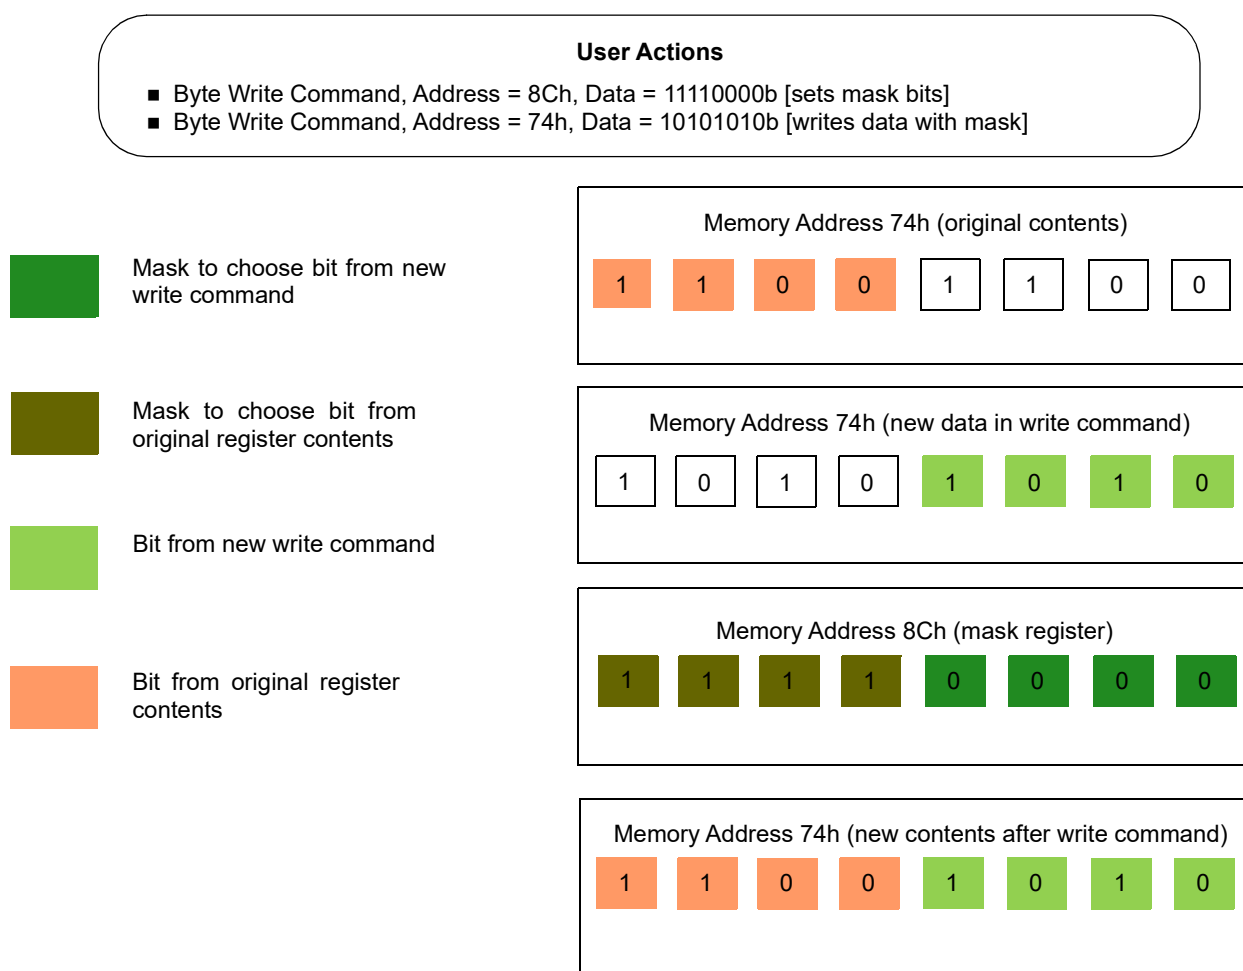 User Actions
■ Byte Write Command, Address = 8Ch, Data = 11110000b [sets mask bits]
■ Byte Write Command, Address = 74h, Data = 10101010b [writes data with mask]
Mask to choose bit from new
write command
Mask to choose bit from
original register contents
Bit from new write command
Bit from original register
contents
Memory Address 74h (original contents)
1 1 0 0 1 1 0 0
Memory Address 74h (new data in write command)
1 0 1 0 1 0 1 0
Memory Address 8Ch (mask register)
1 1 1 1 0 0 0 0
Memory Address 74h (new contents after write command)
1 1 0 0 1 0 1 0